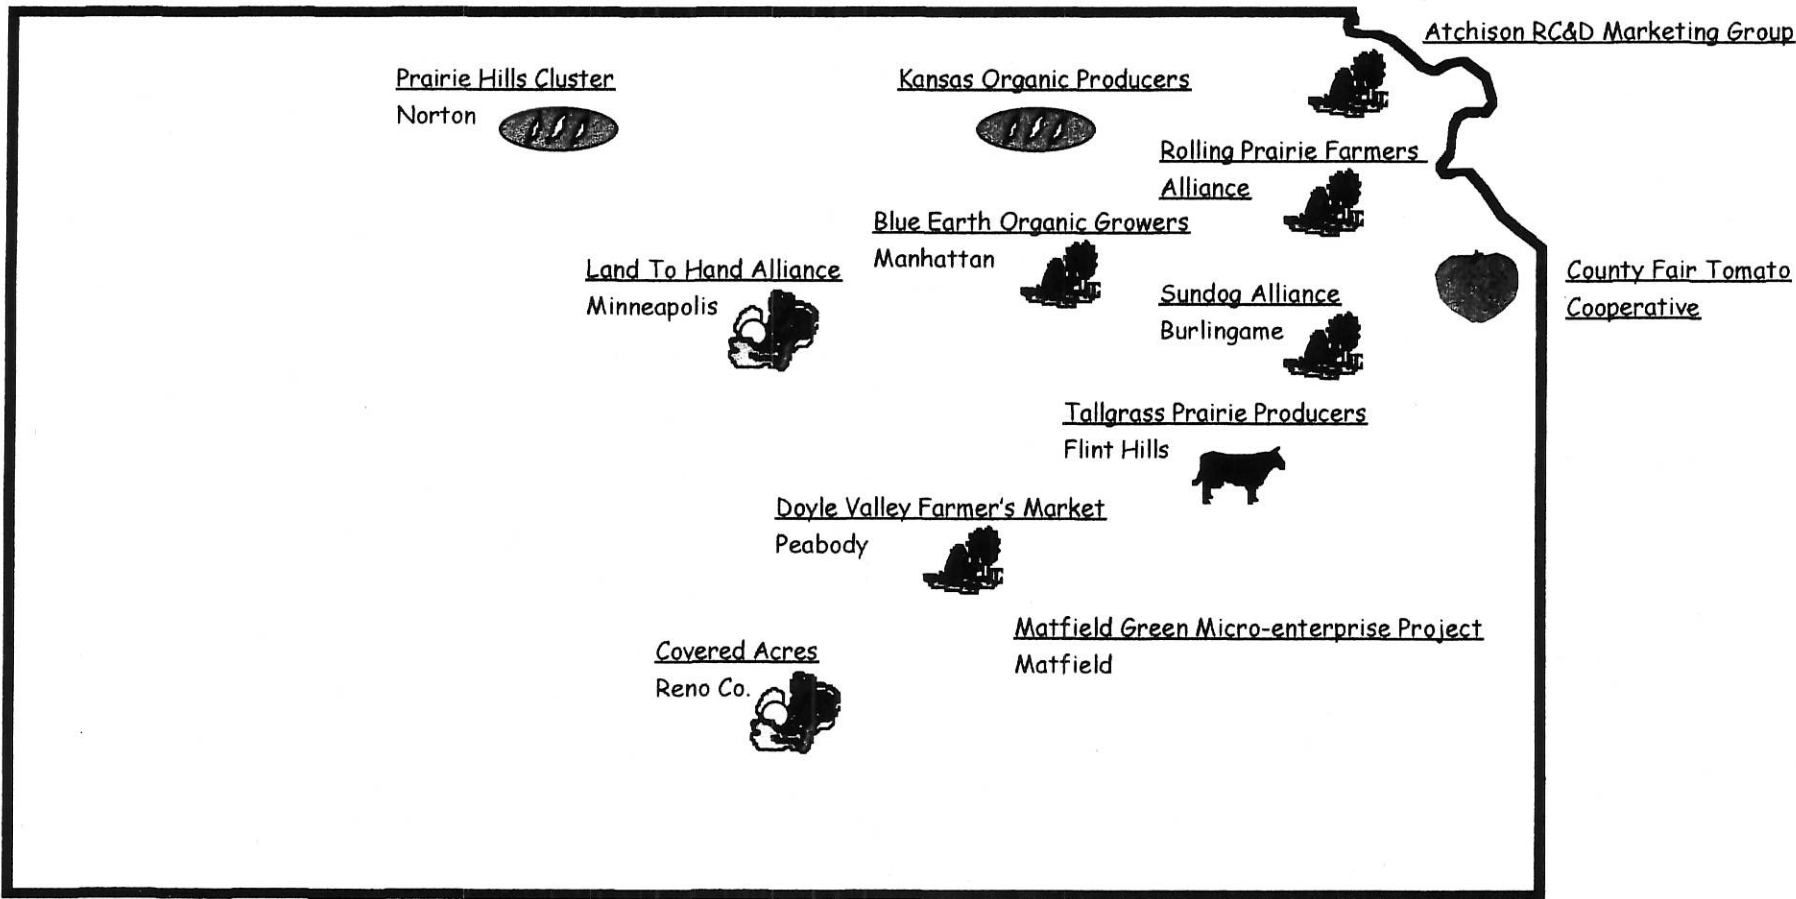 Atchison RC&D Marketing Group
Prairie Hills Cluster
Norton
Kansas Organic Producers
Rolling Prairie Farmers
Alliance
Blue Earth Organic Growers
Manhattan
Land To Hand Alliance
Minneapolis
Sundog Alliance
Burlingame
County Fair Tomato
Cooperative
Tallgrass Prairie Producers
Flint Hills
Doyle Valley Farmer's Market
Peabody
Matfield Green Micro-enterprise Project
Matfield
Covered Acres
Reno Co.